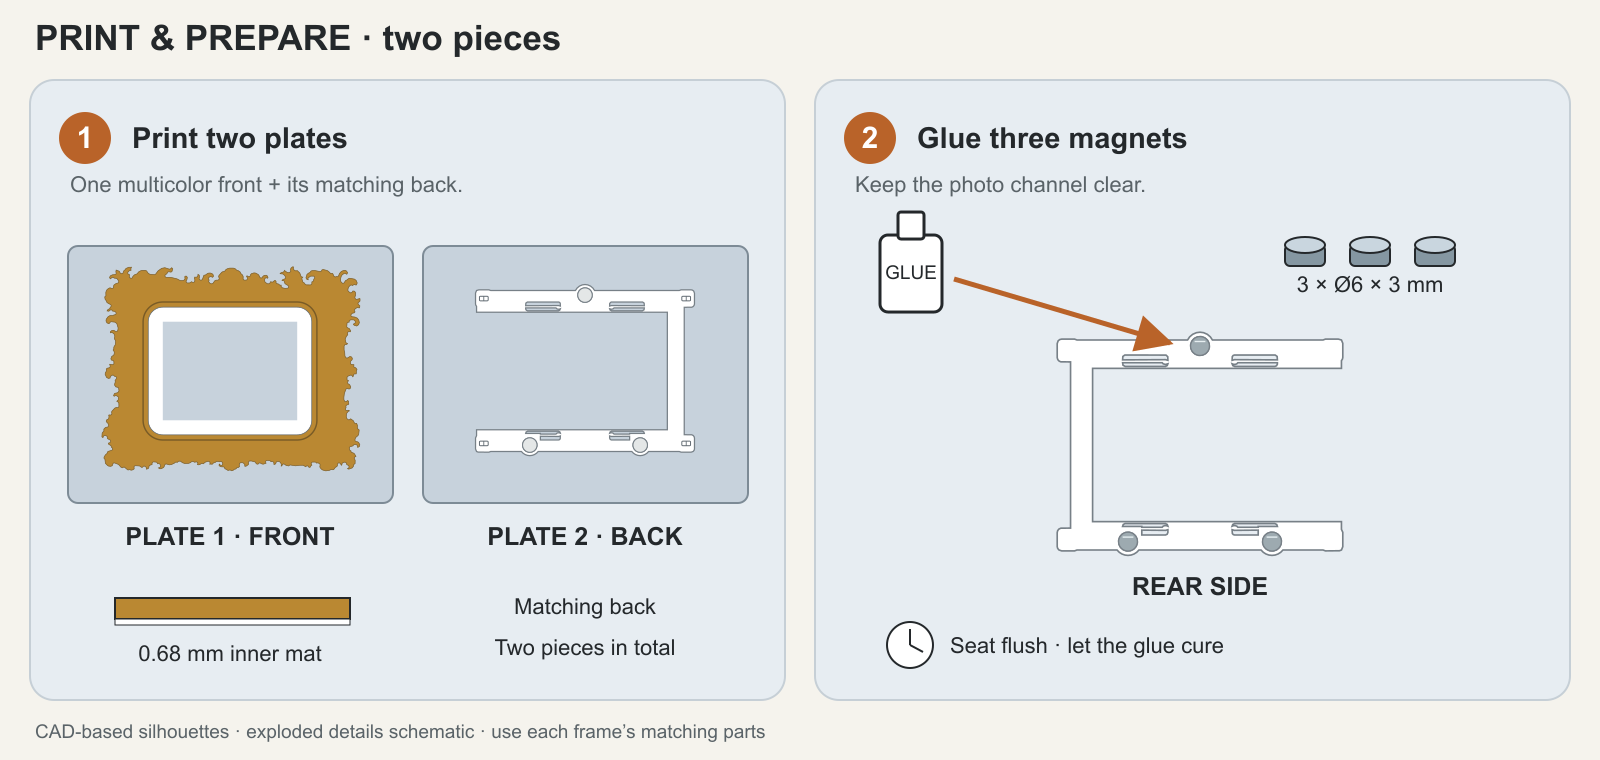 PRINT & PREPARE · two pieces
1 Print two plates
One multicolor front + its matching back.
PLATE 1 · FRONT
PLATE 2 · BACK
0.68 mm inner mat
Matching back
Two pieces in total
2 Glue three magnets
Keep the photo channel clear.
GLUE
3 × Ø6 × 3 mm
REAR SIDE
Seat flush · let the glue cure
CAD-based silhouettes · exploded details schematic · use each frame’s matching parts